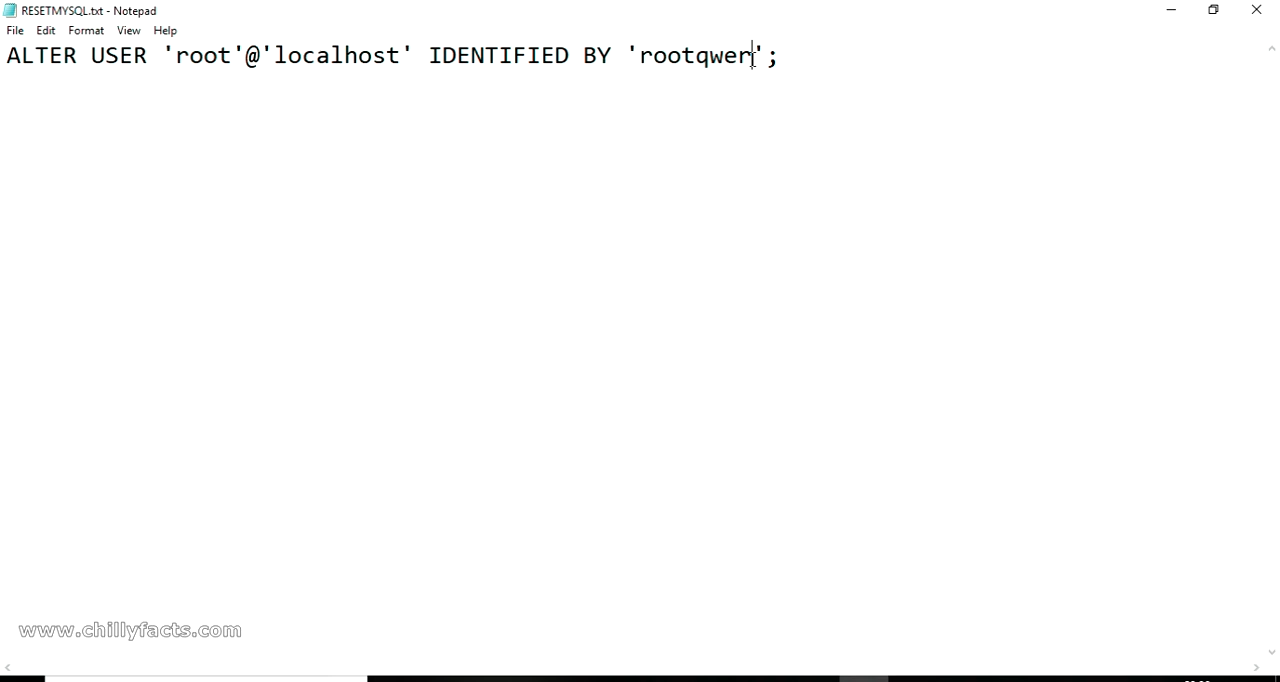 RESETMYSQL.txt - Notepad
File Edit Format View Help
ALTER USER 'root'@'localhost' IDENTIFIED BY 'rootqwer';
www.chillyfacts.com